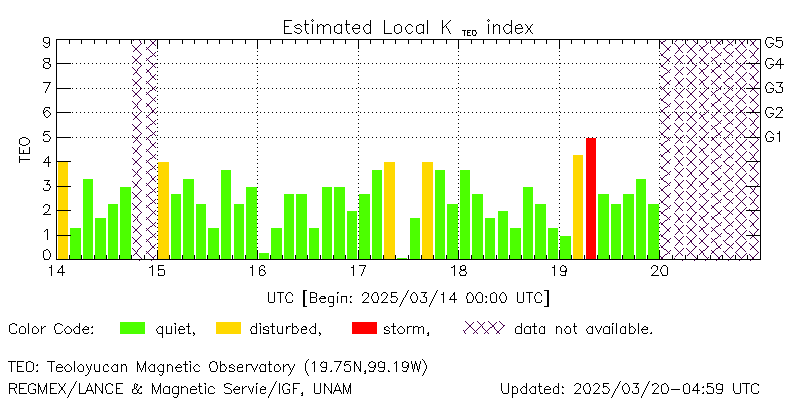 Estimated Local K TEO index
9
8
7
6
5
4
3
2
1
0
TEO
G5
G4
G3
G2
G1
14 15 16 17 18 19 20
UTC [Begin: 2025/03/14 00:00 UTC]
Color Code: quiet, disturbed, storm, data not available.
TEO: Teoloyucan Magnetic Observatory (19.75N,99.19W)
REGMEX/LANCE & Magnetic Servie/IGF, UNAM Updated: 2025/03/20-04:59 UTC